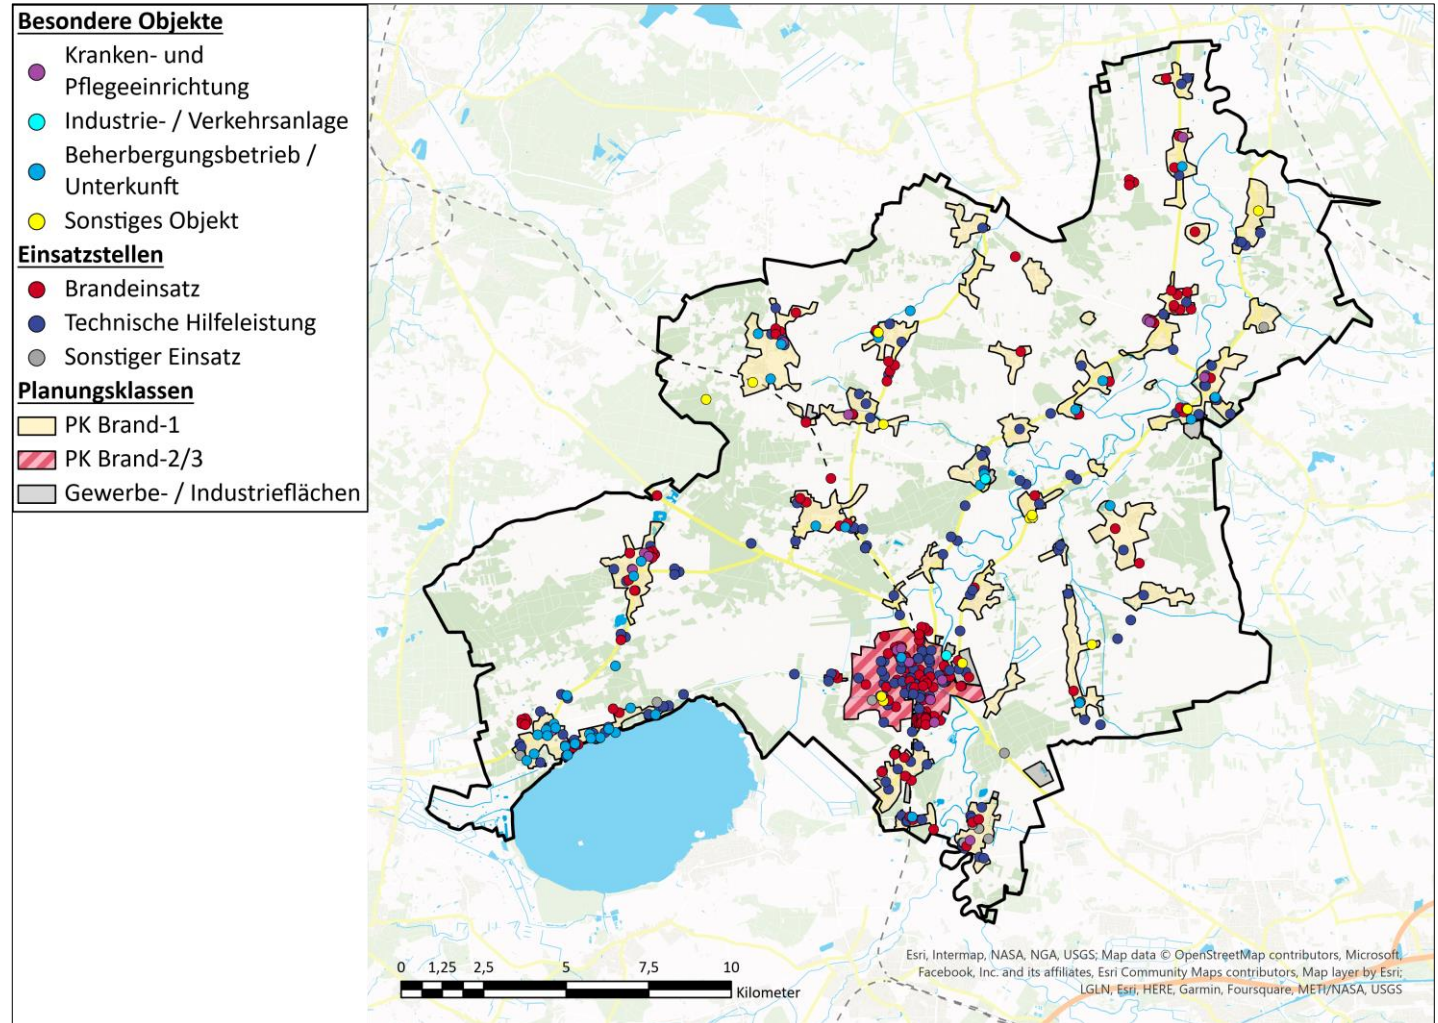 Besondere Objekte
Kranken- und
Pflegeeinrichtung
Industrie- / Verkehrsanlage
Beherbergungsbetrieb /
Unterkunft
Sonstiges Objekt
Einsatzstellen
Brandeinsatz
Technische Hilfeleistung
Sonstiger Einsatz
Planungsklassen
PK Brand-1
PK Brand-2/3
Gewerbe- / Industrieflächen
0 1,25 2,5 5 7,5 10
Kilometer
Esri, Intermap, NASA, NGA, USGS; Map data © OpenStreetMap contributors, Microsoft,
Facebook, Inc. and its affiliates, Esri Community Maps contributors, Map layer by Esri;
LGLN, Esri, HERE, Garmin, Foursquare, METI/NASA, USGS